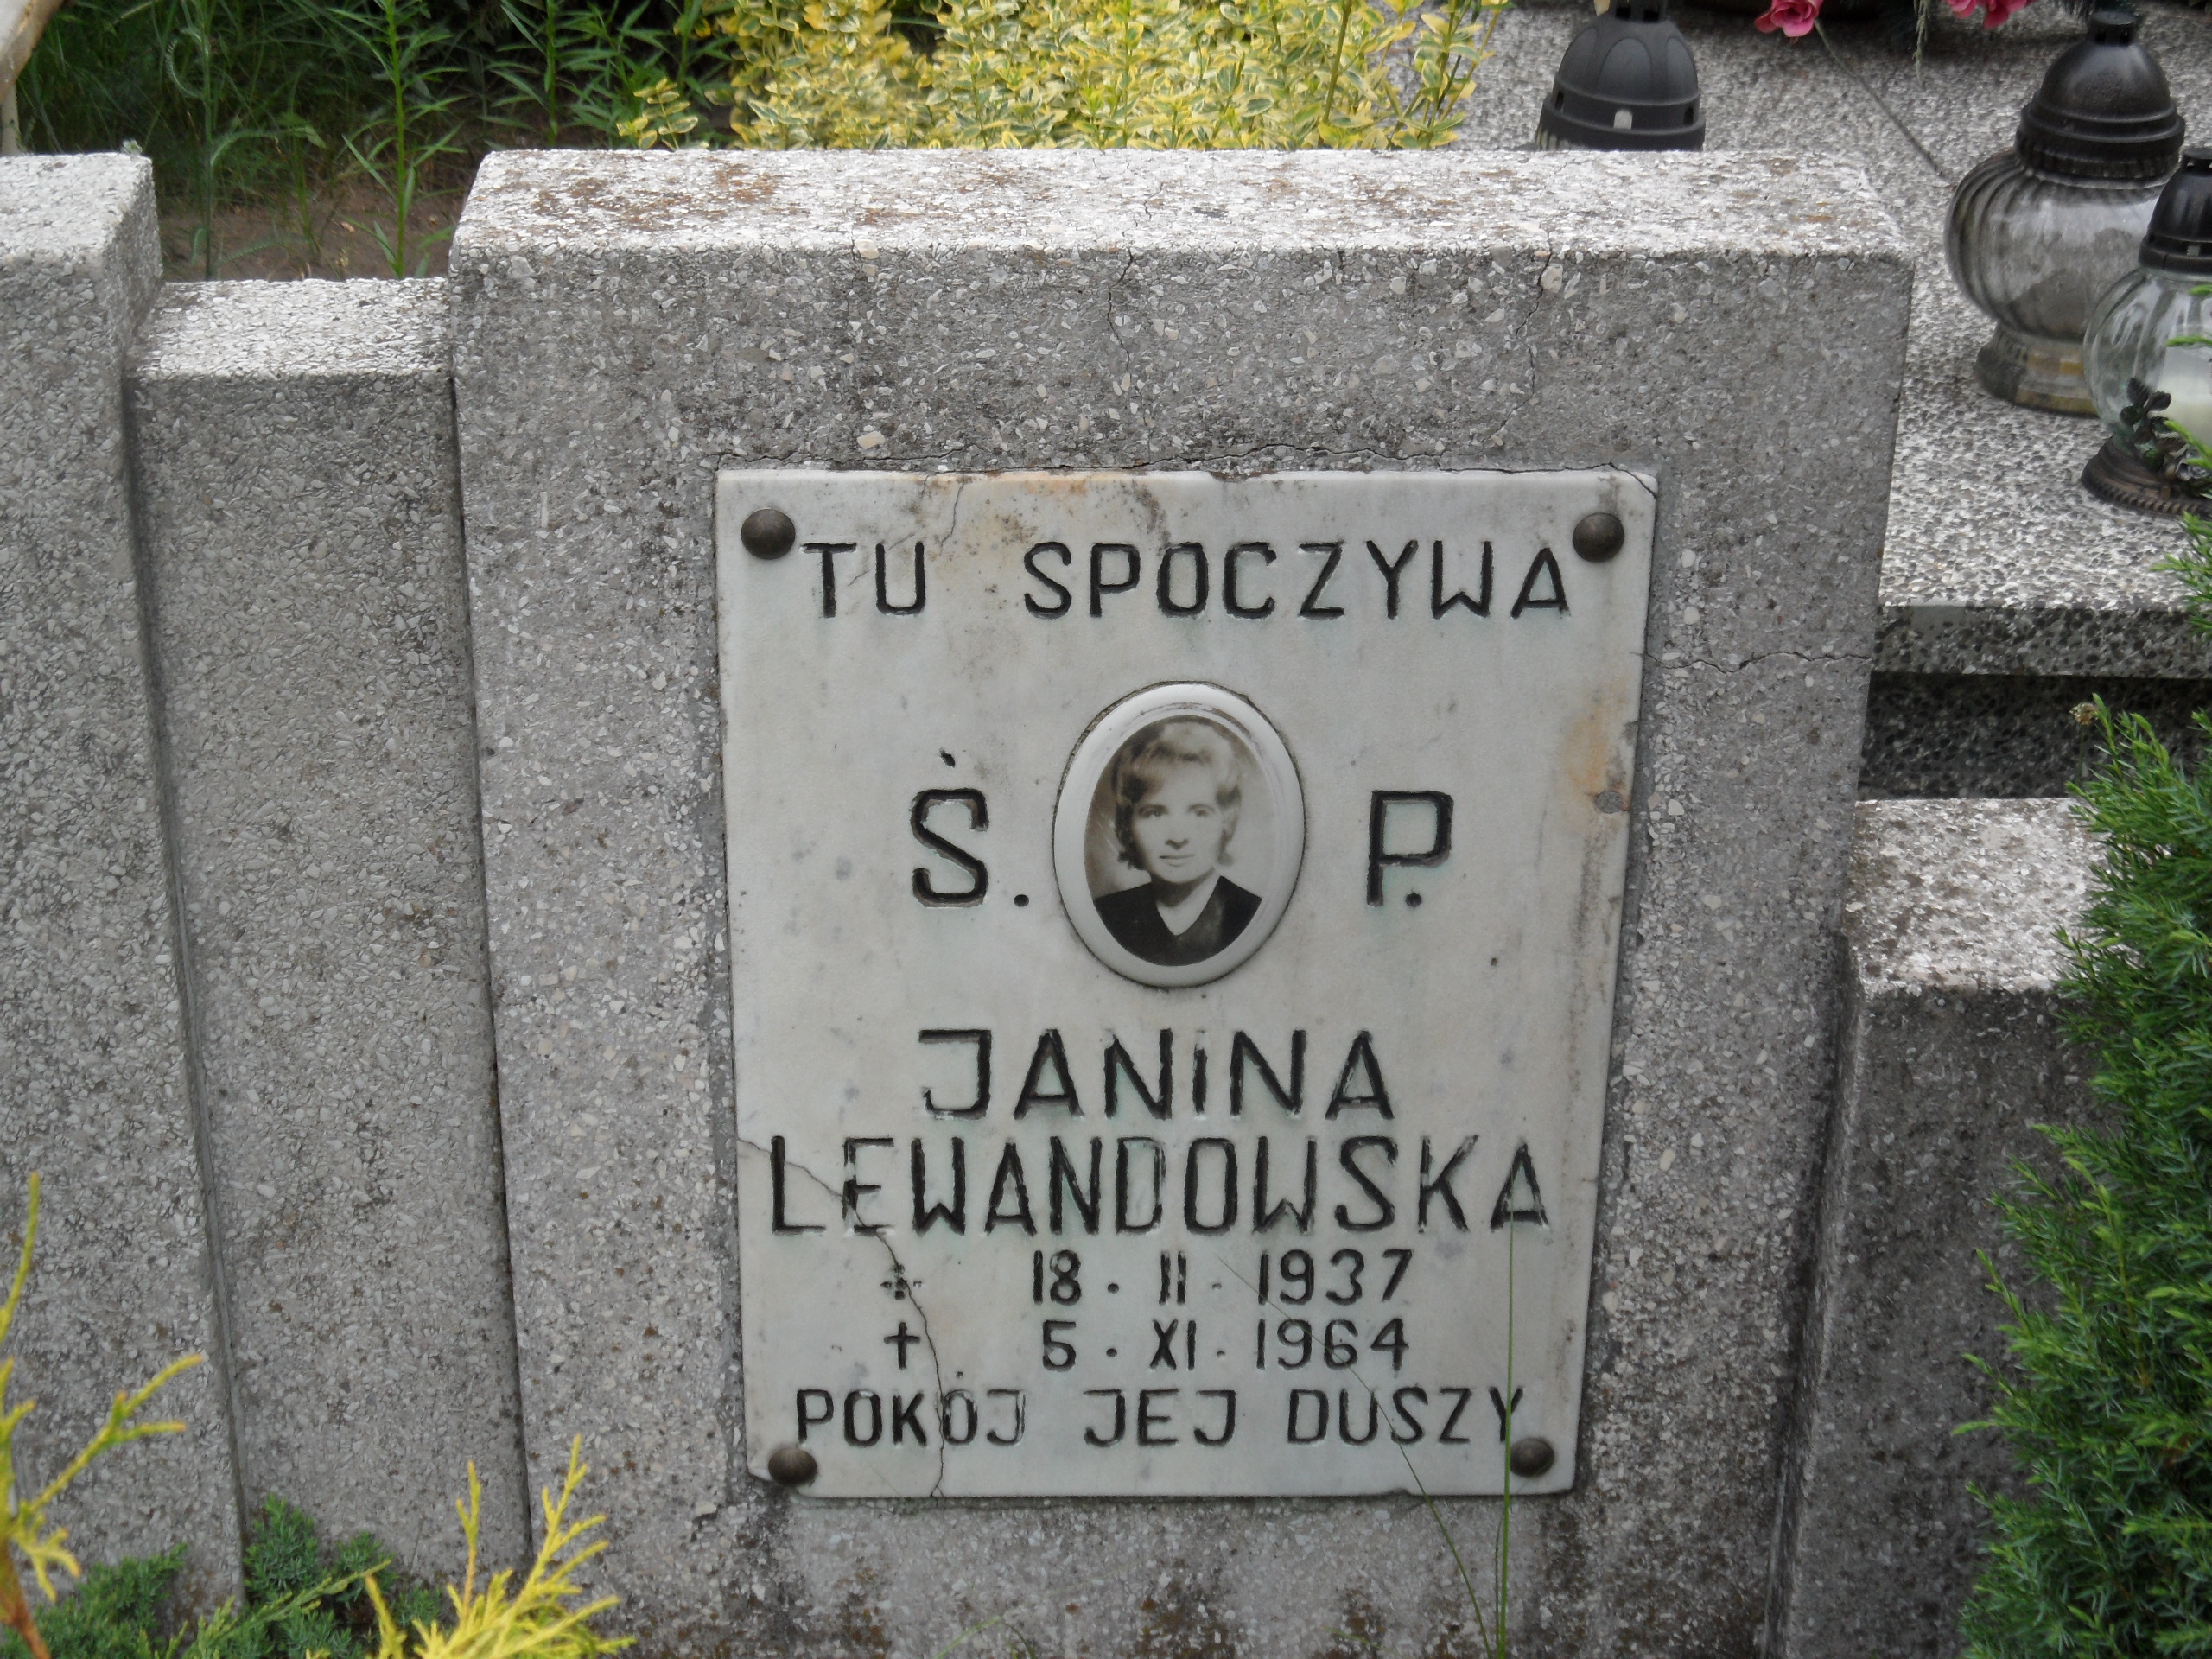 TU SPOCZYWA
Ś. P.
JANINA
LEWANDOWSKA
* 18. II. 1937
+ 5. XI. 1964
POKÓJ JEJ DUSZY